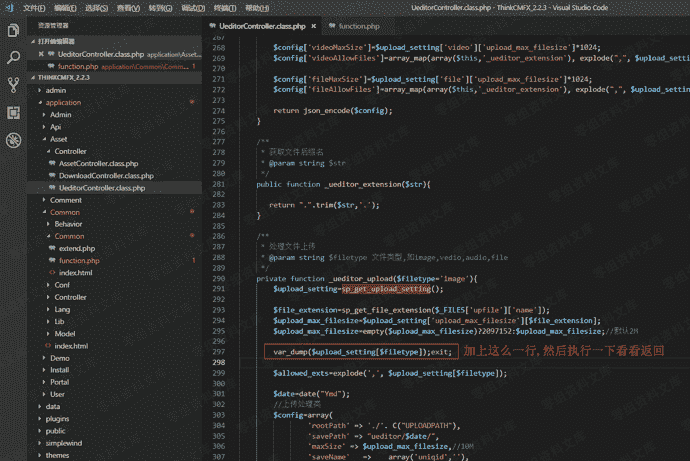 文件(F) 编辑(E) 选择(S) 查看(V) 转到(G) 调试(D) 终端(T) 帮助(H)
UeditorController.class.php - ThinkCMFX_2.2.3 - Visual Studio Code
资源管理器
打开的编辑器
UeditorController.class.php application\Asset...
function.php application\Common\Comm... 1
THINKCMFX_2.2.3
admin
application
Admin
Api
Asset
Controller
AssetController.class.php
DownloadController.class.php
UeditorController.class.php
Comment
Common
Behavior
Common
extend.php
function.php 1
index.html
Conf
Controller
Lang
Lib
Model
index.html
Demo
Install
Portal
User
data
plugins
public
simplewind
themes
UeditorController.class.php
function.php
267
268 $config['videoMaxSize']=$upload_setting['video']['upload_max_filesize']*1024;
269 $config['videoAllowFiles']=array_map(array($this,'_ueditor_extension'), explode(",", $upload_settin
270
271 $config['fileMaxSize']=$upload_setting['file']['upload_max_filesize']*1024;
272 $config['fileAllowFiles']=array_map(array($this,'_ueditor_extension'), explode(",", $upload_setting
273
274 return json_encode($config);
275 }
276
277 /**
278 * 获取文件后缀名
279 * @param string $str
280 */
281 public function _ueditor_extension($str){
282
283 return ".".trim($str,'.');
284 }
285
286 /**
287 * 处理文件上传
288 * @param string $filetype 文件类型,如image,vedio,audio,file
289 */
290 private function _ueditor_upload($filetype='image'){
291 $upload_setting=sp_get_upload_setting();
292
293 $file_extension=sp_get_file_extension($_FILES['upfile']['name']);
294 $upload_max_filesize=$upload_setting['upload_max_filesize'][$file_extension];
295 $upload_max_filesize=empty($upload_max_filesize)?2097152:$upload_max_filesize;//默认2M
296
297 var_dump($upload_setting[$filetype]);exit; 加上这么一行,然后执行一下看看返回
298
299 $allowed_exts=explode(',', $upload_setting[$filetype]);
300
301 $date=date("Ymd");
302 //上传处理类
303 $config=array(
304 'rootPath' => './'. C("UPLOADPATH"),
305 'savePath' => "ueditor/$date/",
306 'maxSize' => $upload_max_filesize,//10M
307 'saveName' => array('uniqid',''),